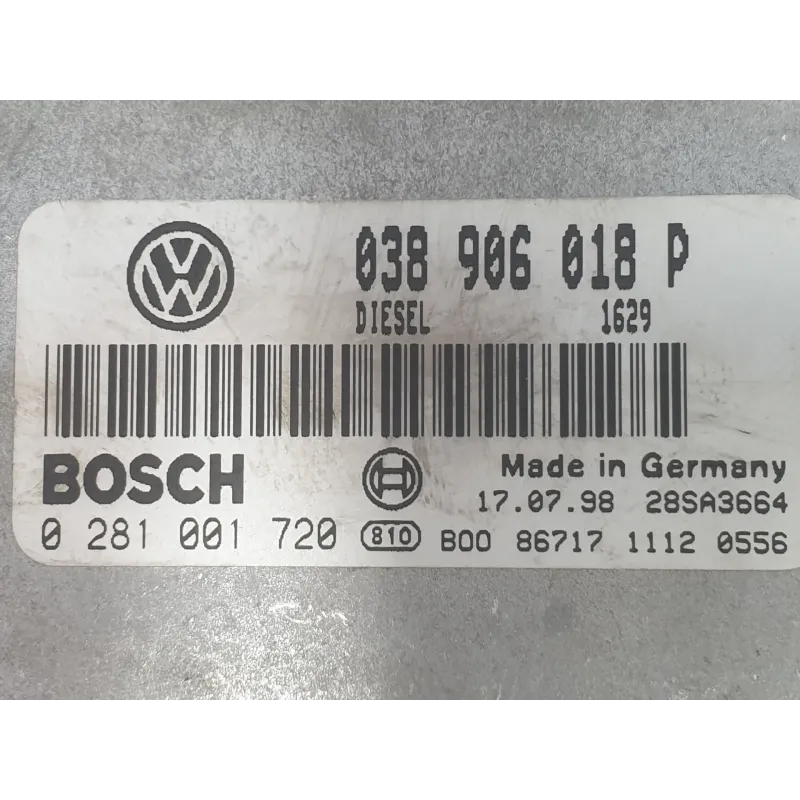 038 906 018 P
DIESEL 1629
BOSCH Made in Germany
17.07.98 28SA3664
0 281 001 720 810 B00 86717 1112 0556